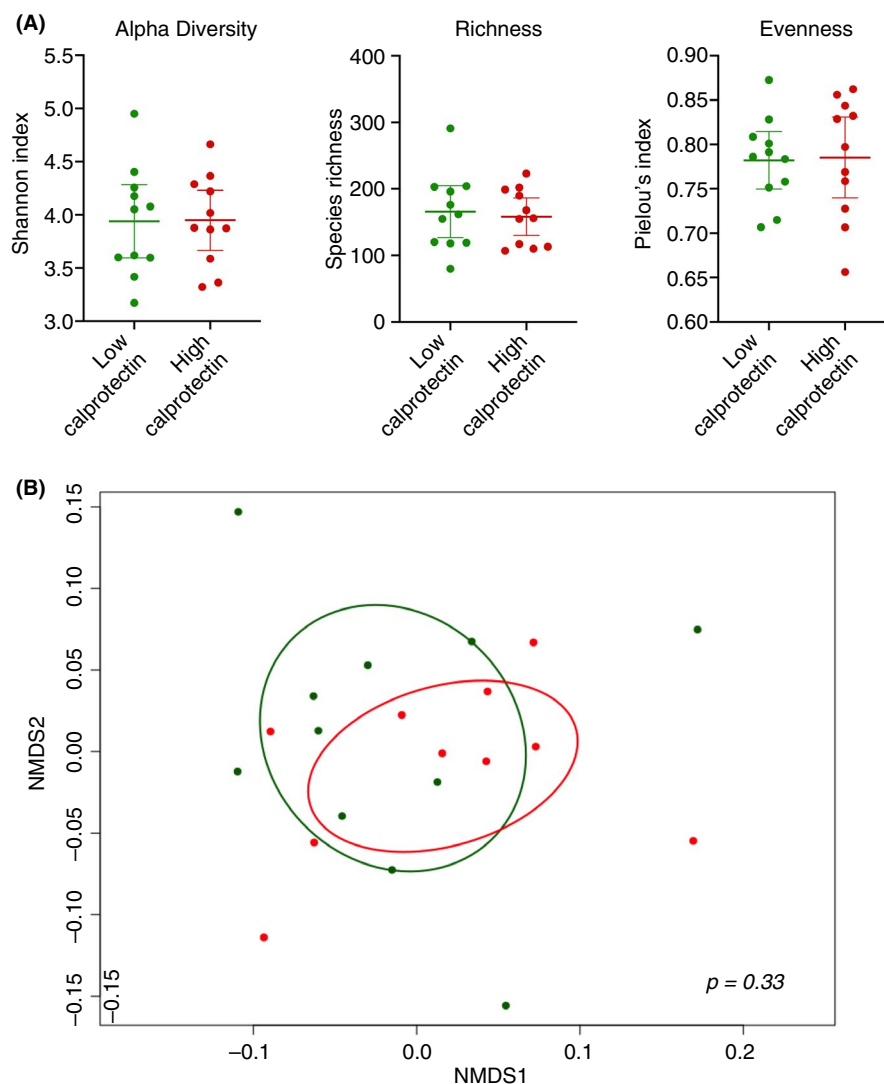 (A)
Alpha Diversity
Shannon index
5.5
5.0
4.5
4.0
3.5
3.0
Low
calprotectin
High
calprotectin
Richness
Species richness
400
300
200
100
0
Low
calprotectin
High
calprotectin
Evenness
Pielou's index
0.90
0.85
0.80
0.75
0.70
0.65
0.60
Low
calprotectin
High
calprotectin
(B)
NMDS2
0.15
0.10
0.05
0.00
−0.05
−0.10
−0.15
−0.15
p = 0.33
−0.1
0.0
0.1
0.2
NMDS1